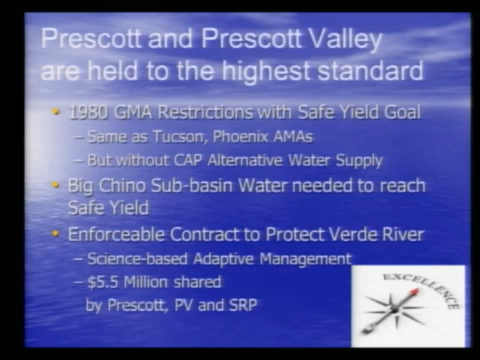 Prescott and Prescott Valley
are held to the highest standard
• 1980 GMA Restrictions with Safe Yield Goal
– Same as Tucson, Phoenix AMAs
– But without CAP Alternative Water Supply
• Big Chino Sub-basin Water needed to reach
Safe Yield
• Enforceable Contract to Protect Verde River
– Science-based Adaptive Management
– $5.5 Million shared
by Prescott, PV and SRP
EXCELLENCE